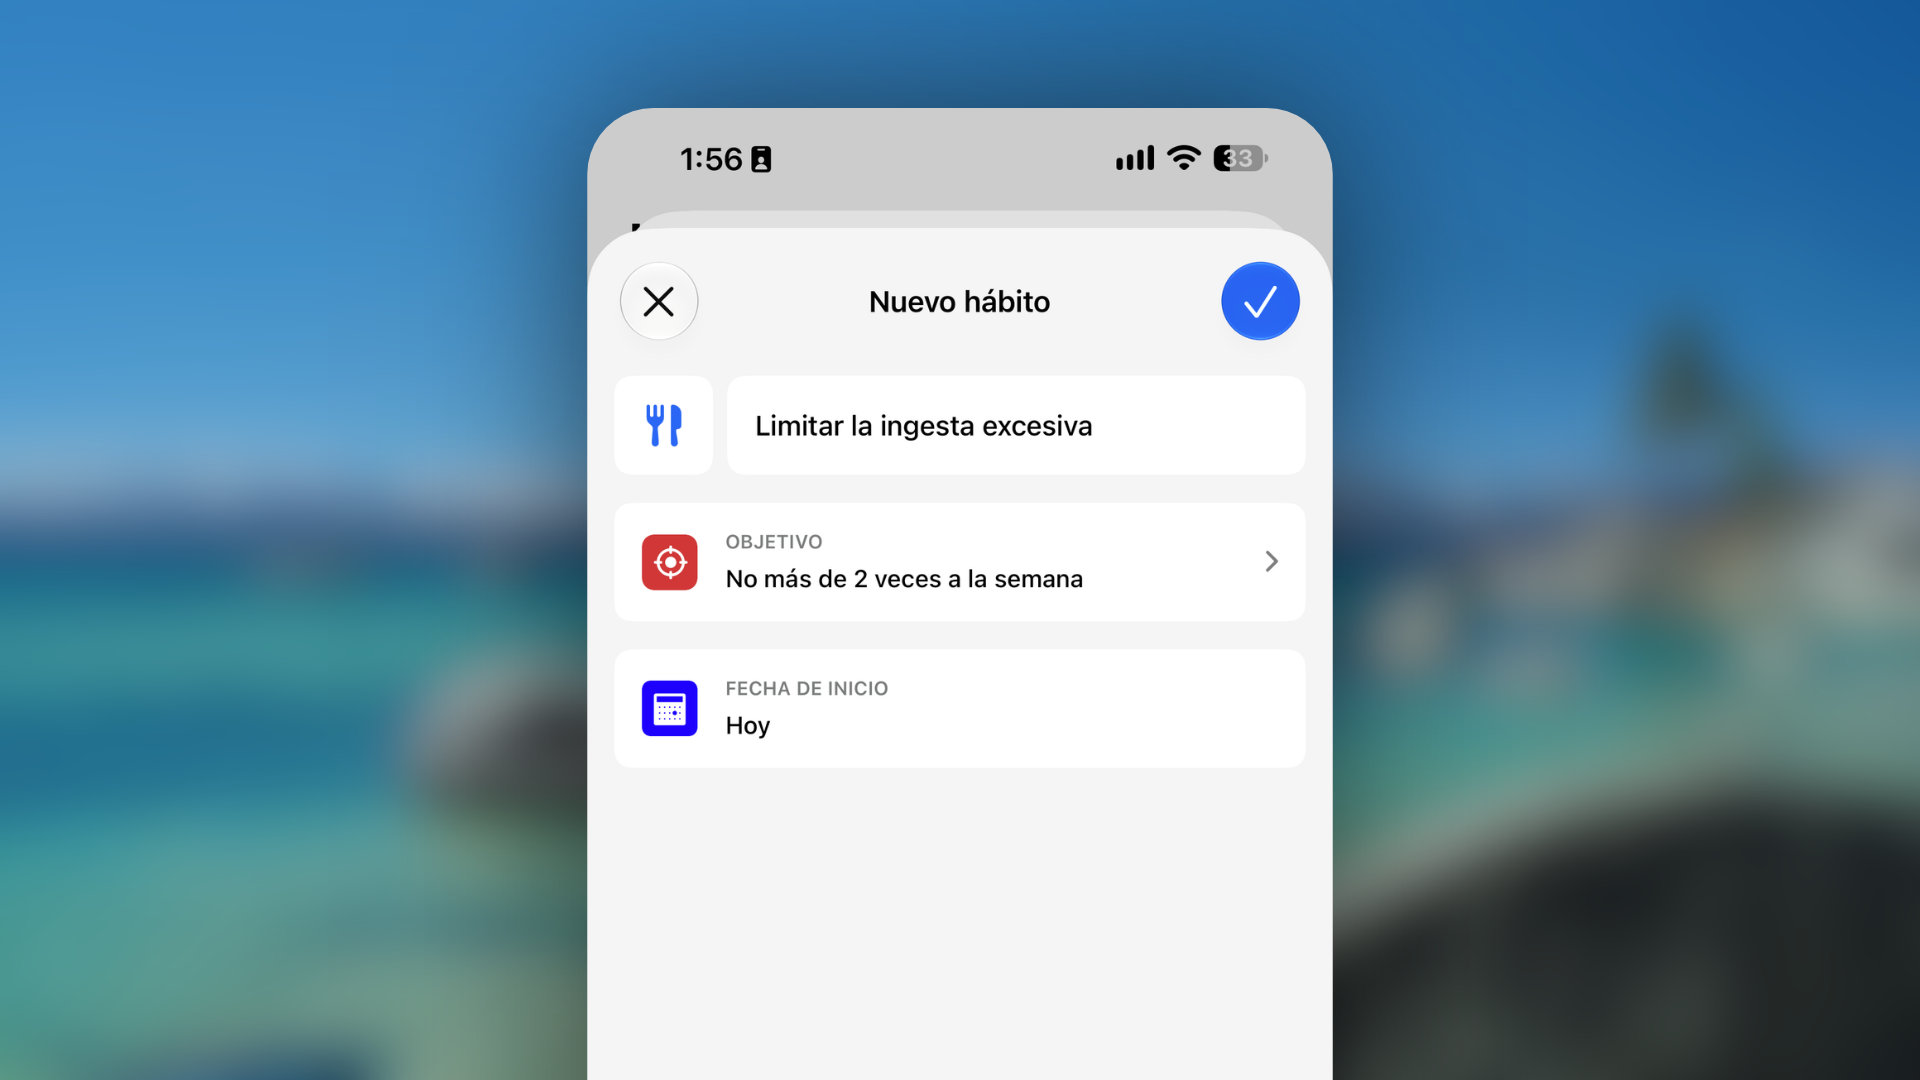 1:56
33
Nuevo hábito
Limitar la ingesta excesiva
OBJETIVO
No más de 2 veces a la semana
FECHA DE INICIO
Hoy